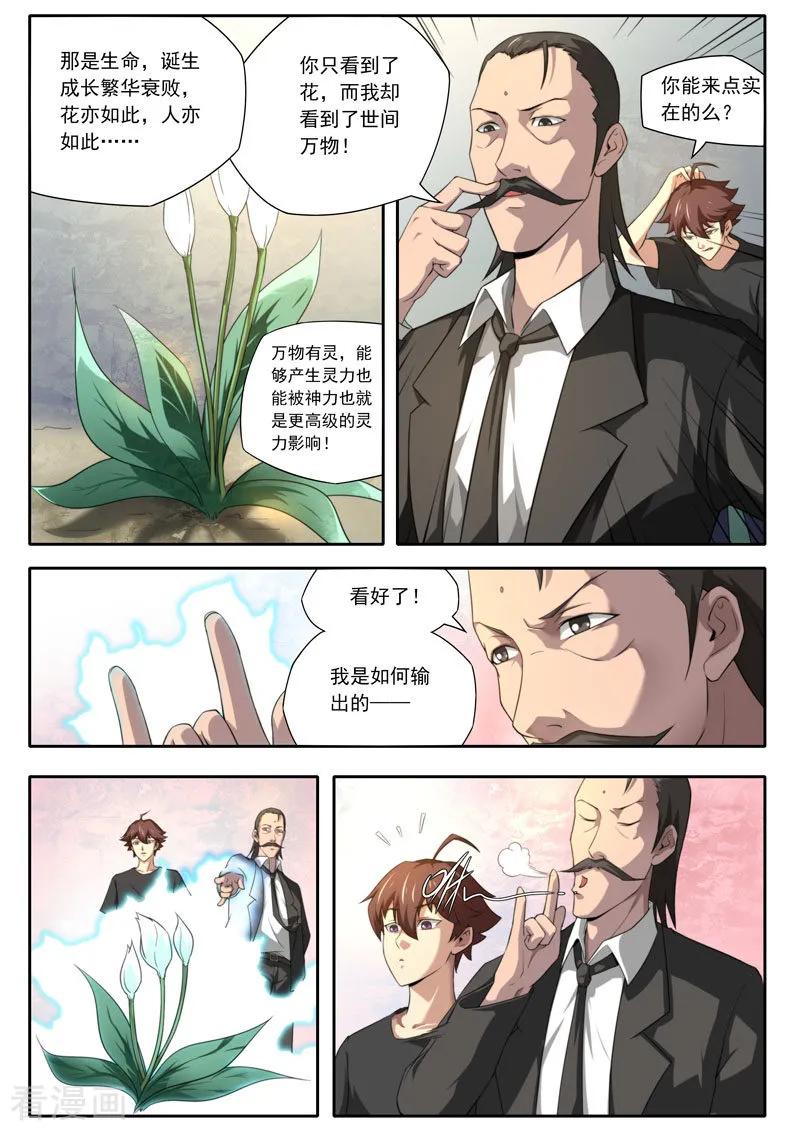 那是生命，诞生
成长繁华衰败，
花亦如此，人亦
如此……
你只看到了
花，而我却
看到了世间
万物！
你能来点实
在的么？
万物有灵，能
够产生灵力也
能被神力也就
是更高级的灵
力影响！
看好了！
我是如何输
出的——
看漫画